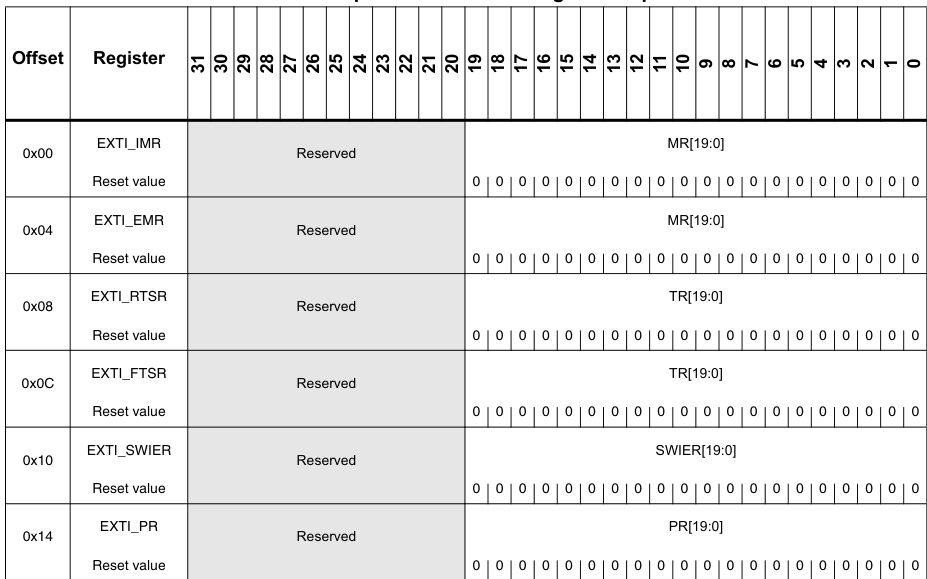 Offset Register 31 30 29 28 27 26 25 24 23 22 21 20 19 18 17 16 15 14 13 12 11 10 9 8 7 6 5 4 3 2 1 0
0x00 EXTI_IMR Reserved MR[19:0]
Reset value 0 0 0 0 0 0 0 0 0 0 0 0 0 0 0 0 0 0 0 0
0x04 EXTI_EMR Reserved MR[19:0]
Reset value 0 0 0 0 0 0 0 0 0 0 0 0 0 0 0 0 0 0 0 0
0x08 EXTI_RTSR Reserved TR[19:0]
Reset value 0 0 0 0 0 0 0 0 0 0 0 0 0 0 0 0 0 0 0 0
0x0C EXTI_FTSR Reserved TR[19:0]
Reset value 0 0 0 0 0 0 0 0 0 0 0 0 0 0 0 0 0 0 0 0
0x10 EXTI_SWIER Reserved SWIER[19:0]
Reset value 0 0 0 0 0 0 0 0 0 0 0 0 0 0 0 0 0 0 0 0
0x14 EXTI_PR Reserved PR[19:0]
Reset value 0 0 0 0 0 0 0 0 0 0 0 0 0 0 0 0 0 0 0 0